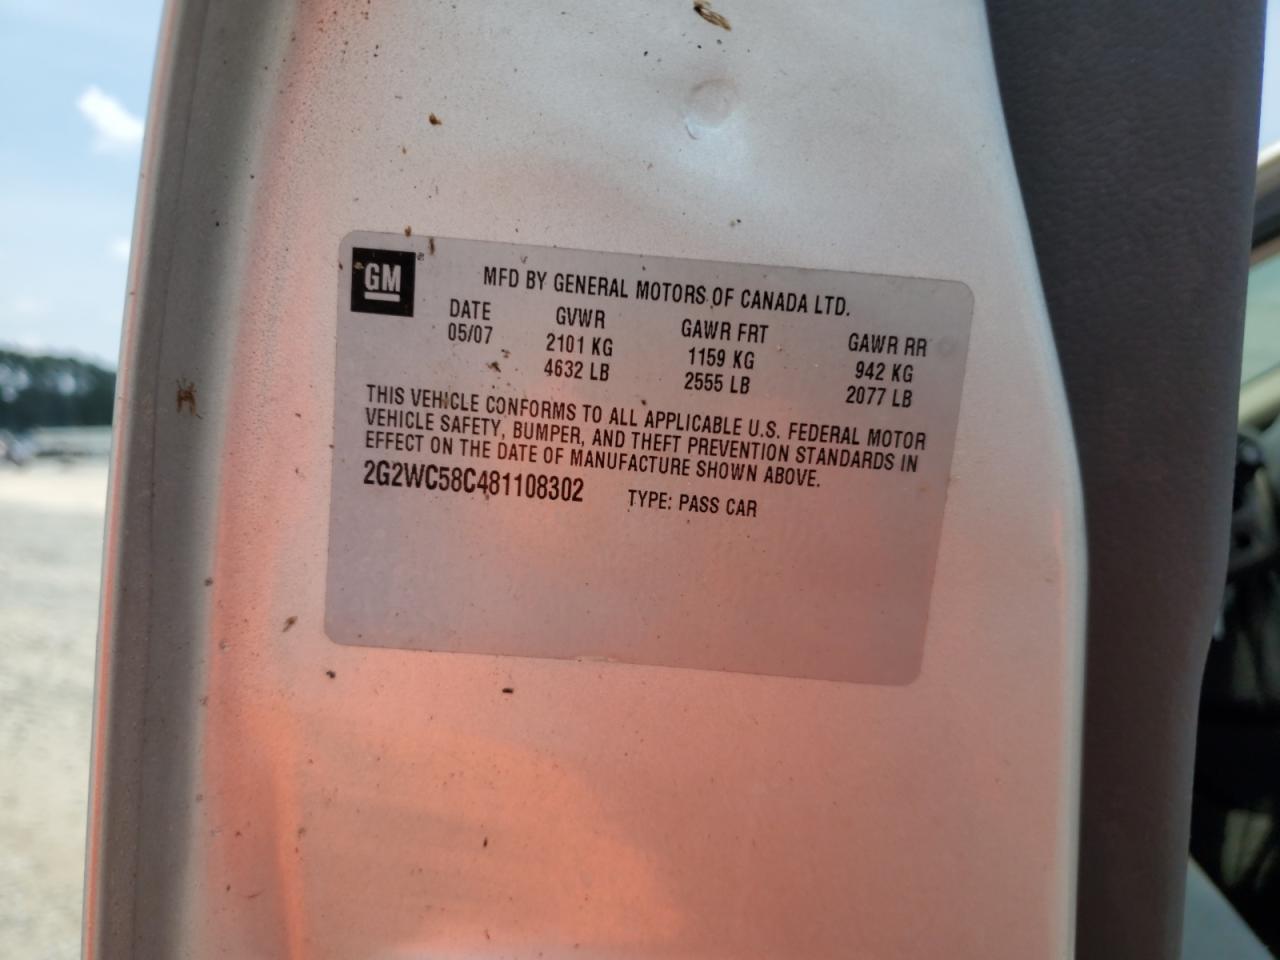 GM ®
MFD BY GENERAL MOTORS OF CANADA LTD.
DATE GVWR GAWR FRT GAWR RR
05/07 2101 KG 1159 KG 942 KG
4632 LB 2555 LB 2077 LB
THIS VEHICLE CONFORMS TO ALL APPLICABLE U.S. FEDERAL MOTOR
VEHICLE SAFETY, BUMPER, AND THEFT PREVENTION STANDARDS IN
EFFECT ON THE DATE OF MANUFACTURE SHOWN ABOVE.
2G2WC58C481108302 TYPE: PASS CAR